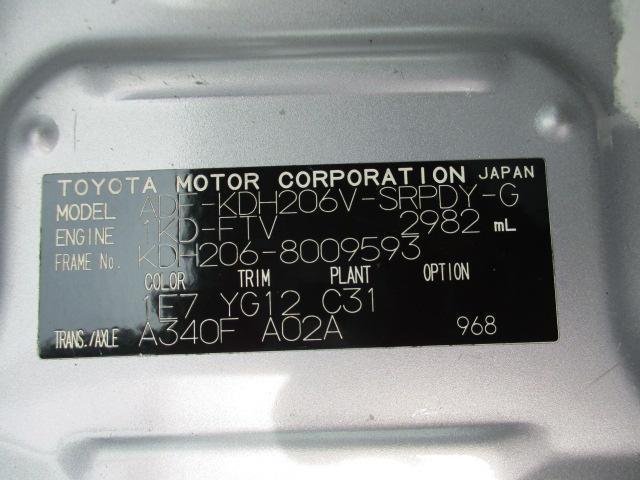 TOYOTA MOTOR CORPORATION JAPAN
MODEL ADF-KDH206V-SRPDY-G
ENGINE 1KD-FTV 2982 mL
FRAME No. KDH206-8009593
COLOR TRIM PLANT OPTION
1E7 YG12 C31
TRANS./AXLE A340F A02A 968